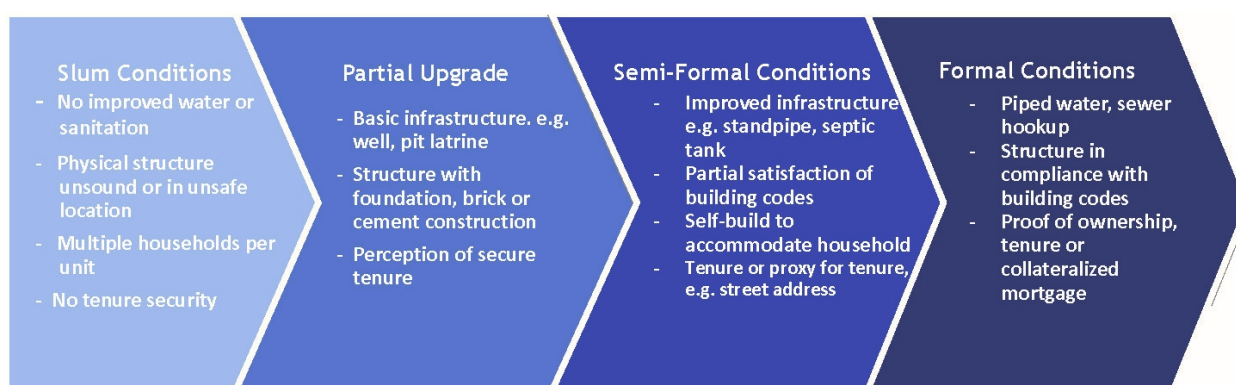 Slum Conditions
- No improved water or
sanitation
- Physical structure
unsound or in unsafe
location
- Multiple households per
unit
- No tenure security
Partial Upgrade
- Basic infrastructure. e.g.
well, pit latrine
- Structure with
foundation, brick or
cement construction
- Perception of secure
tenure
Semi-Formal Conditions
- Improved infrastructure
e.g. standpipe, septic
tank
- Partial satisfaction of
building codes
- Self-build to
accommodate household
- Tenure or proxy for tenure,
e.g. street address
Formal Conditions
- Piped water, sewer
hookup
- Structure in
compliance with
building codes
- Proof of ownership,
tenure or
collateralized
mortgage